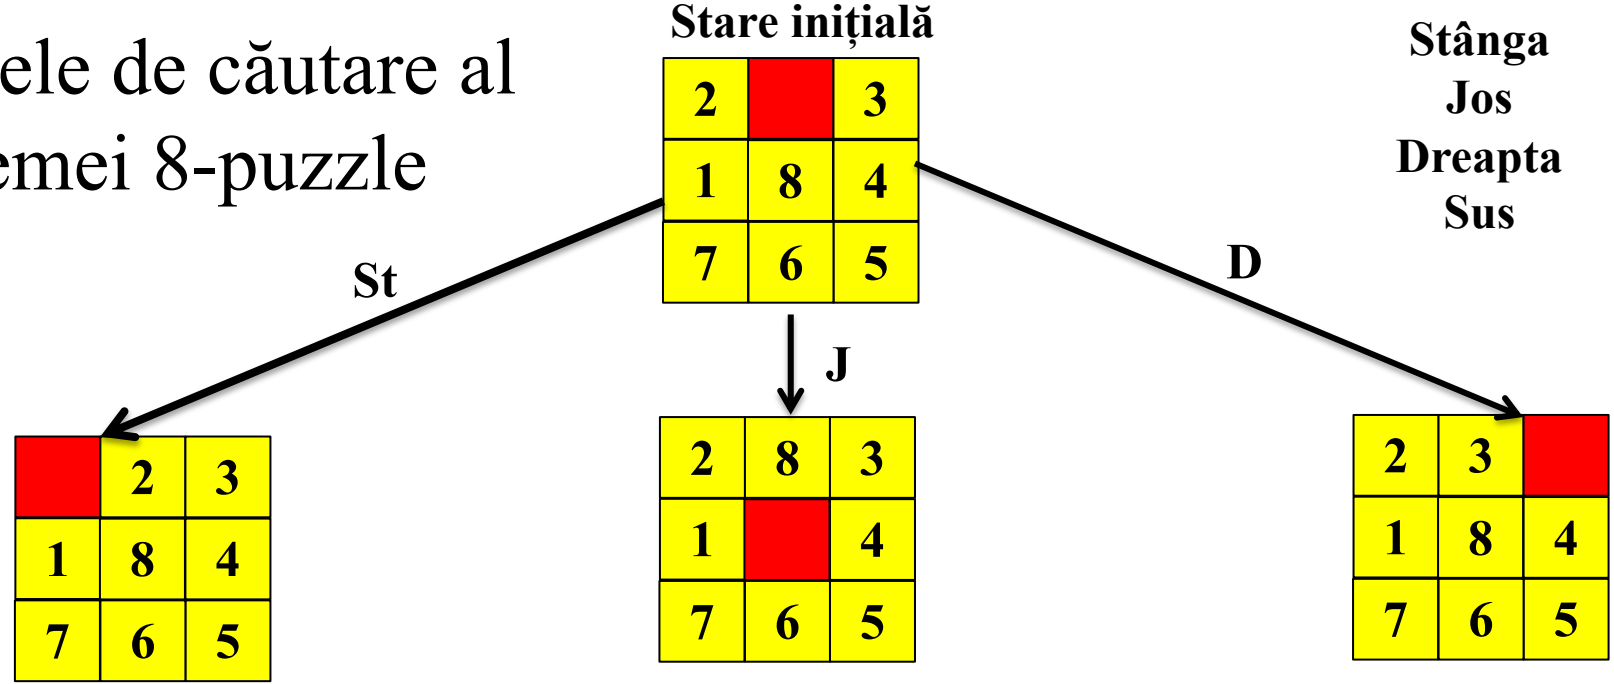 ele de căutare al
emei 8-puzzle
Stare inițială
2 3
1 8 4
7 6 5
Stânga
Jos
Dreapta
Sus
St
J
D
2 3
1 8 4
7 6 5
2 8 3
1 4
7 6 5
2 3
1 8 4
7 6 5